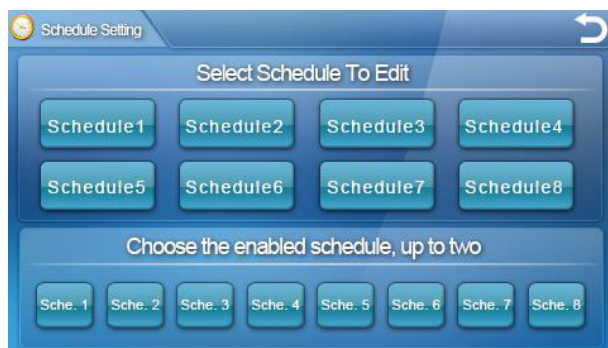 Schedule Setting
Select Schedule To Edit
Schedule1 Schedule2 Schedule3 Schedule4
Schedule5 Schedule6 Schedule7 Schedule8
Choose the enabled schedule, up to two
Sche. 1 Sche. 2 Sche. 3 Sche. 4 Sche. 5 Sche. 6 Sche. 7 Sche. 8